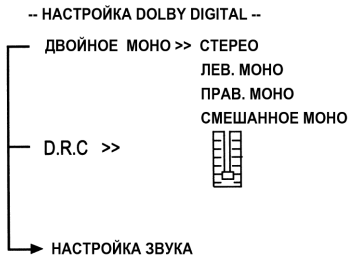 -- НАСТРОЙКА DOLBY DIGITAL --
ДВОЙНОЕ МОНО >> СТЕРЕО
ЛЕВ. МОНО
ПРАВ. МОНО
СМЕШАННОЕ МОНО
D.R.C >>
НАСТРОЙКА ЗВУКА